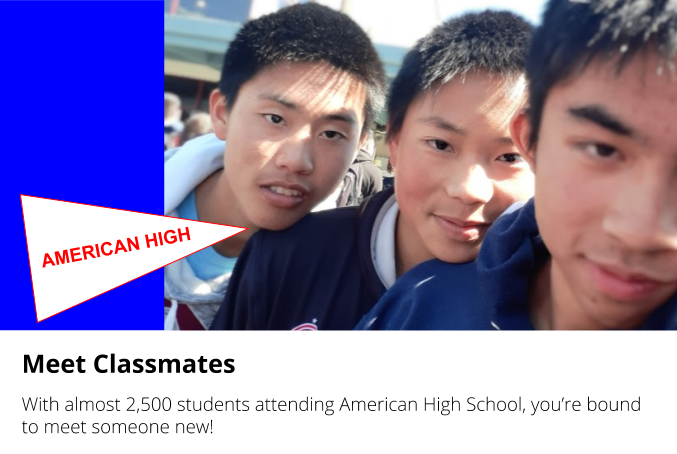 AMERICAN HIGH
Meet Classmates
With almost 2,500 students attending American High School, you’re bound
to meet someone new!